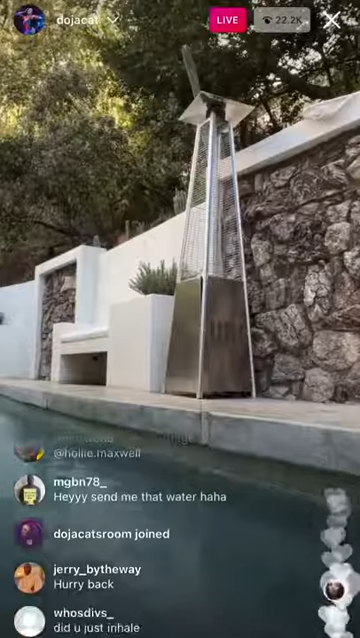 dojacat
LIVE
22.2K
@hollie.maxwell
mgbn78_
Heyyy send me that water haha
dojacatsroom joined
jerry_bytheway
Hurry back
whosdivs_
did u just inhale